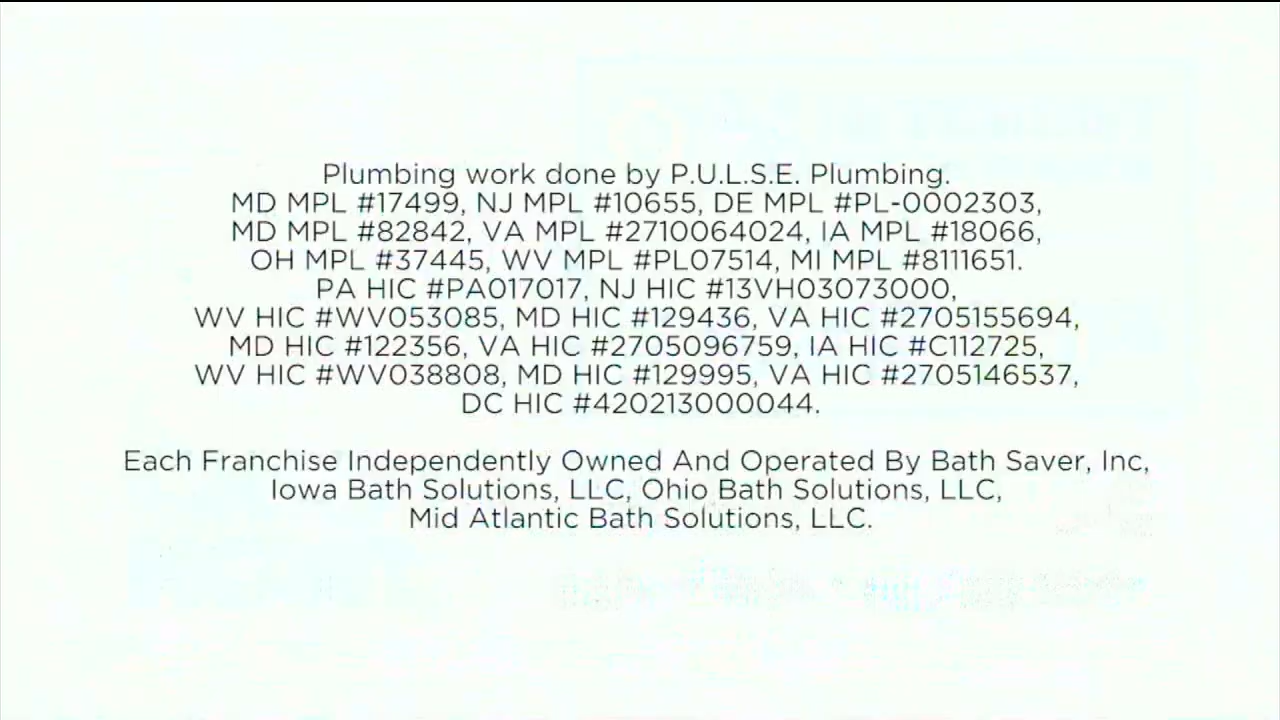 Plumbing work done by P.U.L.S.E. Plumbing.
MD MPL #17499, NJ MPL #10655, DE MPL #PL-0002303,
MD MPL #82842, VA MPL #2710064024, IA MPL #18066,
OH MPL #37445, WV MPL #PL07514, MI MPL #8111651.
PA HIC #PA017017, NJ HIC #13VH03073000,
WV HIC #WV053085, MD HIC #129436, VA HIC #2705155694,
MD HIC #122356, VA HIC #2705096759, IA HIC #C112725,
WV HIC #WV038808, MD HIC #129995, VA HIC #2705146537,
DC HIC #420213000044.
Each Franchise Independently Owned And Operated By Bath Saver, Inc,
Iowa Bath Solutions, LLC, Ohio Bath Solutions, LLC,
Mid Atlantic Bath Solutions, LLC.